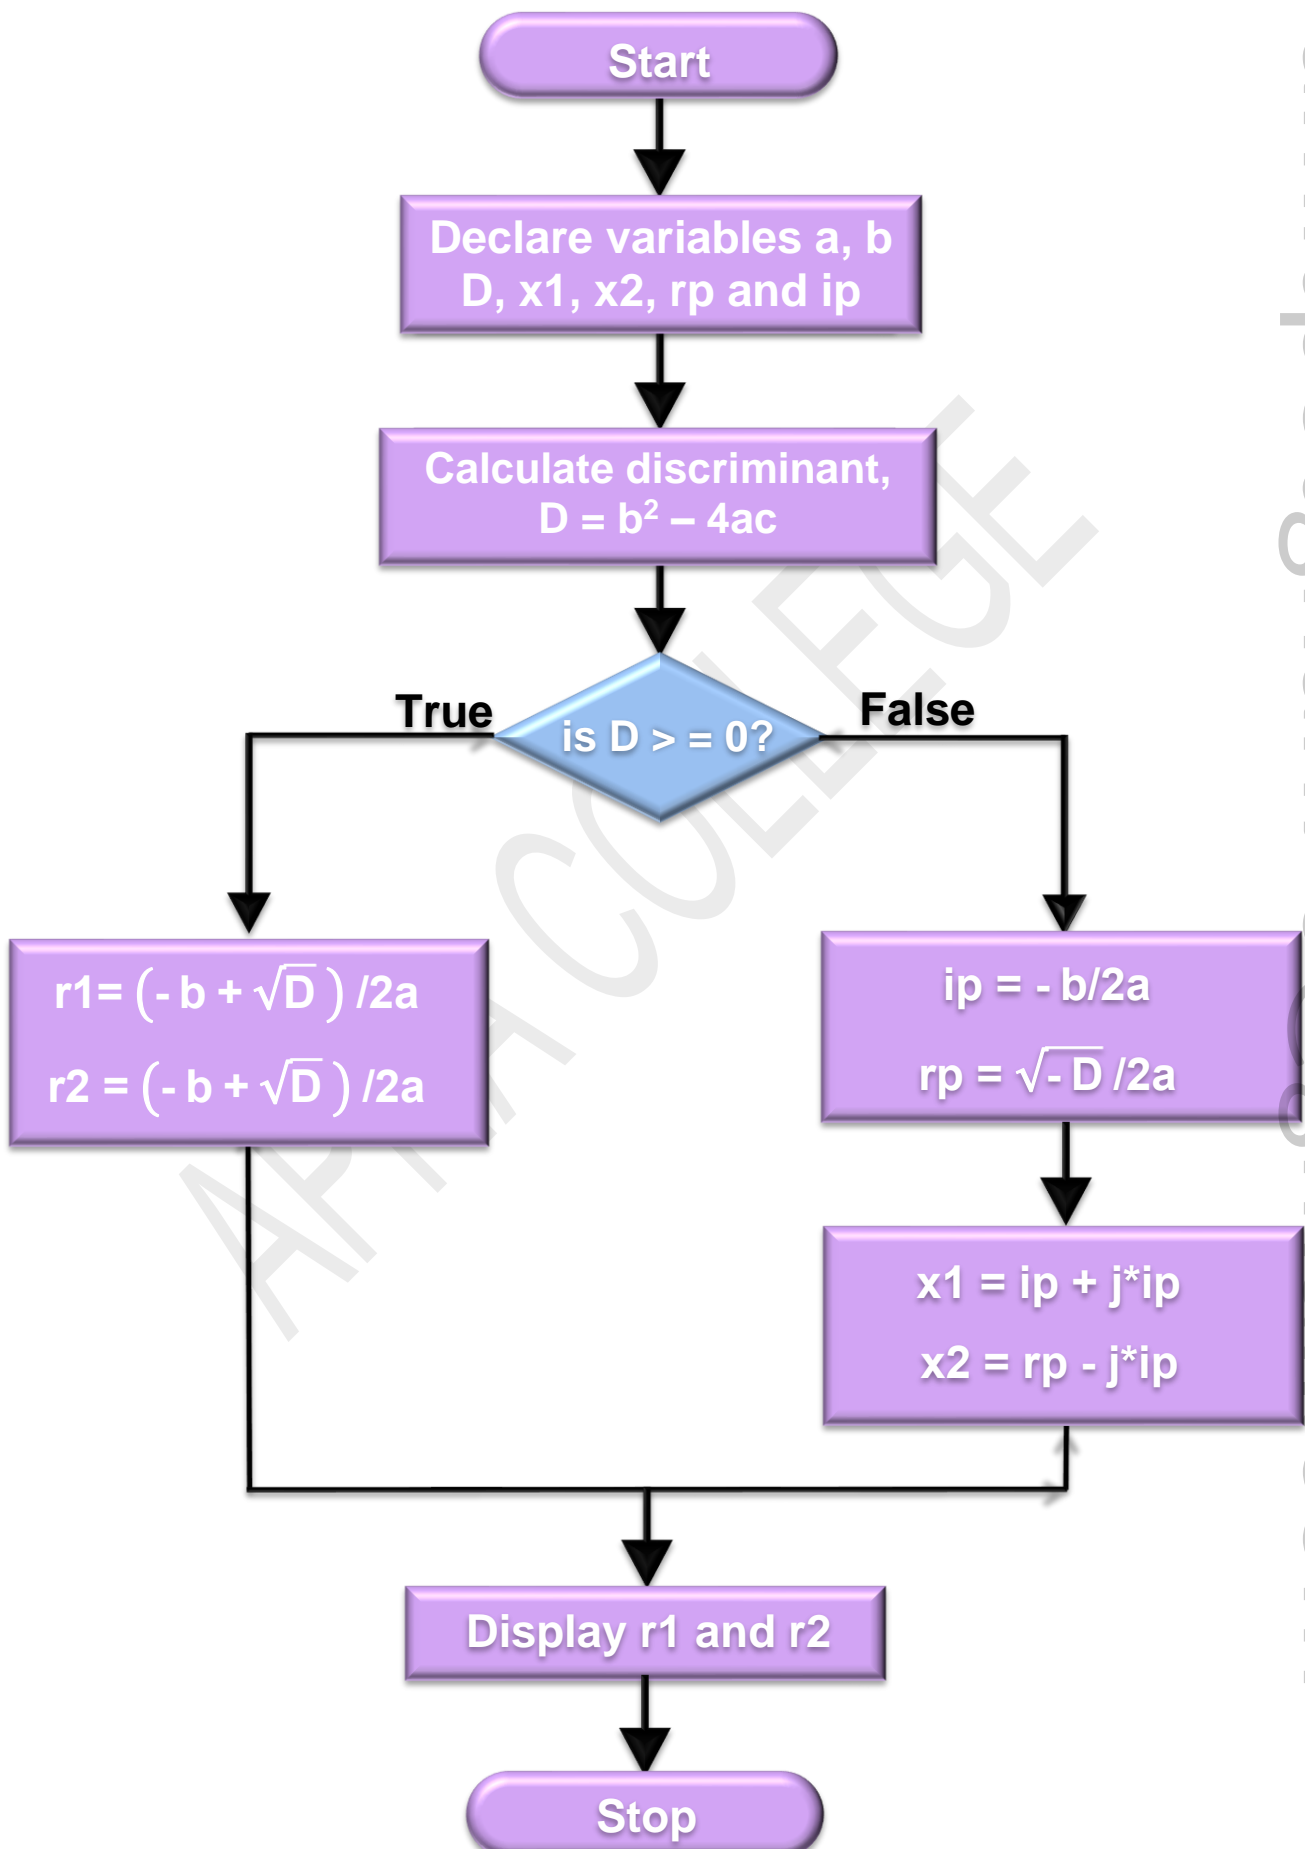 Start
Declare variables a, b
D, x1, x2, rp and ip
Calculate discriminant,
D = b² – 4ac
True
is D > = 0?
False
r1= (- b + √D ) /2a
r2 = (- b + √D ) /2a
ip = - b/2a
rp = √- D /2a
x1 = ip + j*ip
x2 = rp - j*ip
Display r1 and r2
Stop
COLLEGE